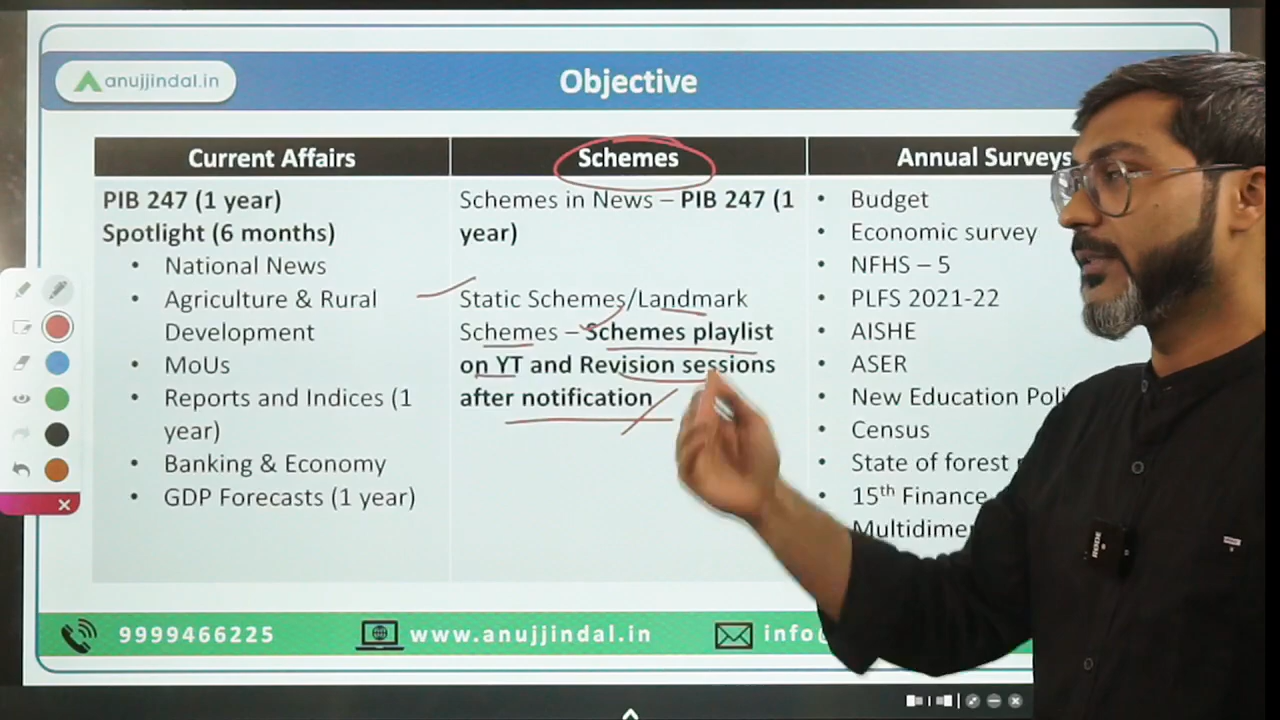 anujjindal.in
Objective
Current Affairs
PIB 247 (1 year)
Spotlight (6 months)
• National News
• Agriculture & Rural
Development
• MoUs
• Reports and Indices (1
year)
• Banking & Economy
• GDP Forecasts (1 year)
Schemes
Schemes in News – PIB 247 (1
year)
Static Schemes/Landmark
Schemes – Schemes playlist
on YT and Revision sessions
after notification
Annual Surveys
• Budget
• Economic survey
• NFHS – 5
• PLFS 2021-22
• AISHE
• ASER
• New Education
• Census
• State of forest
• 15th Finance
9999466225
www.anujjindal.in
RODE